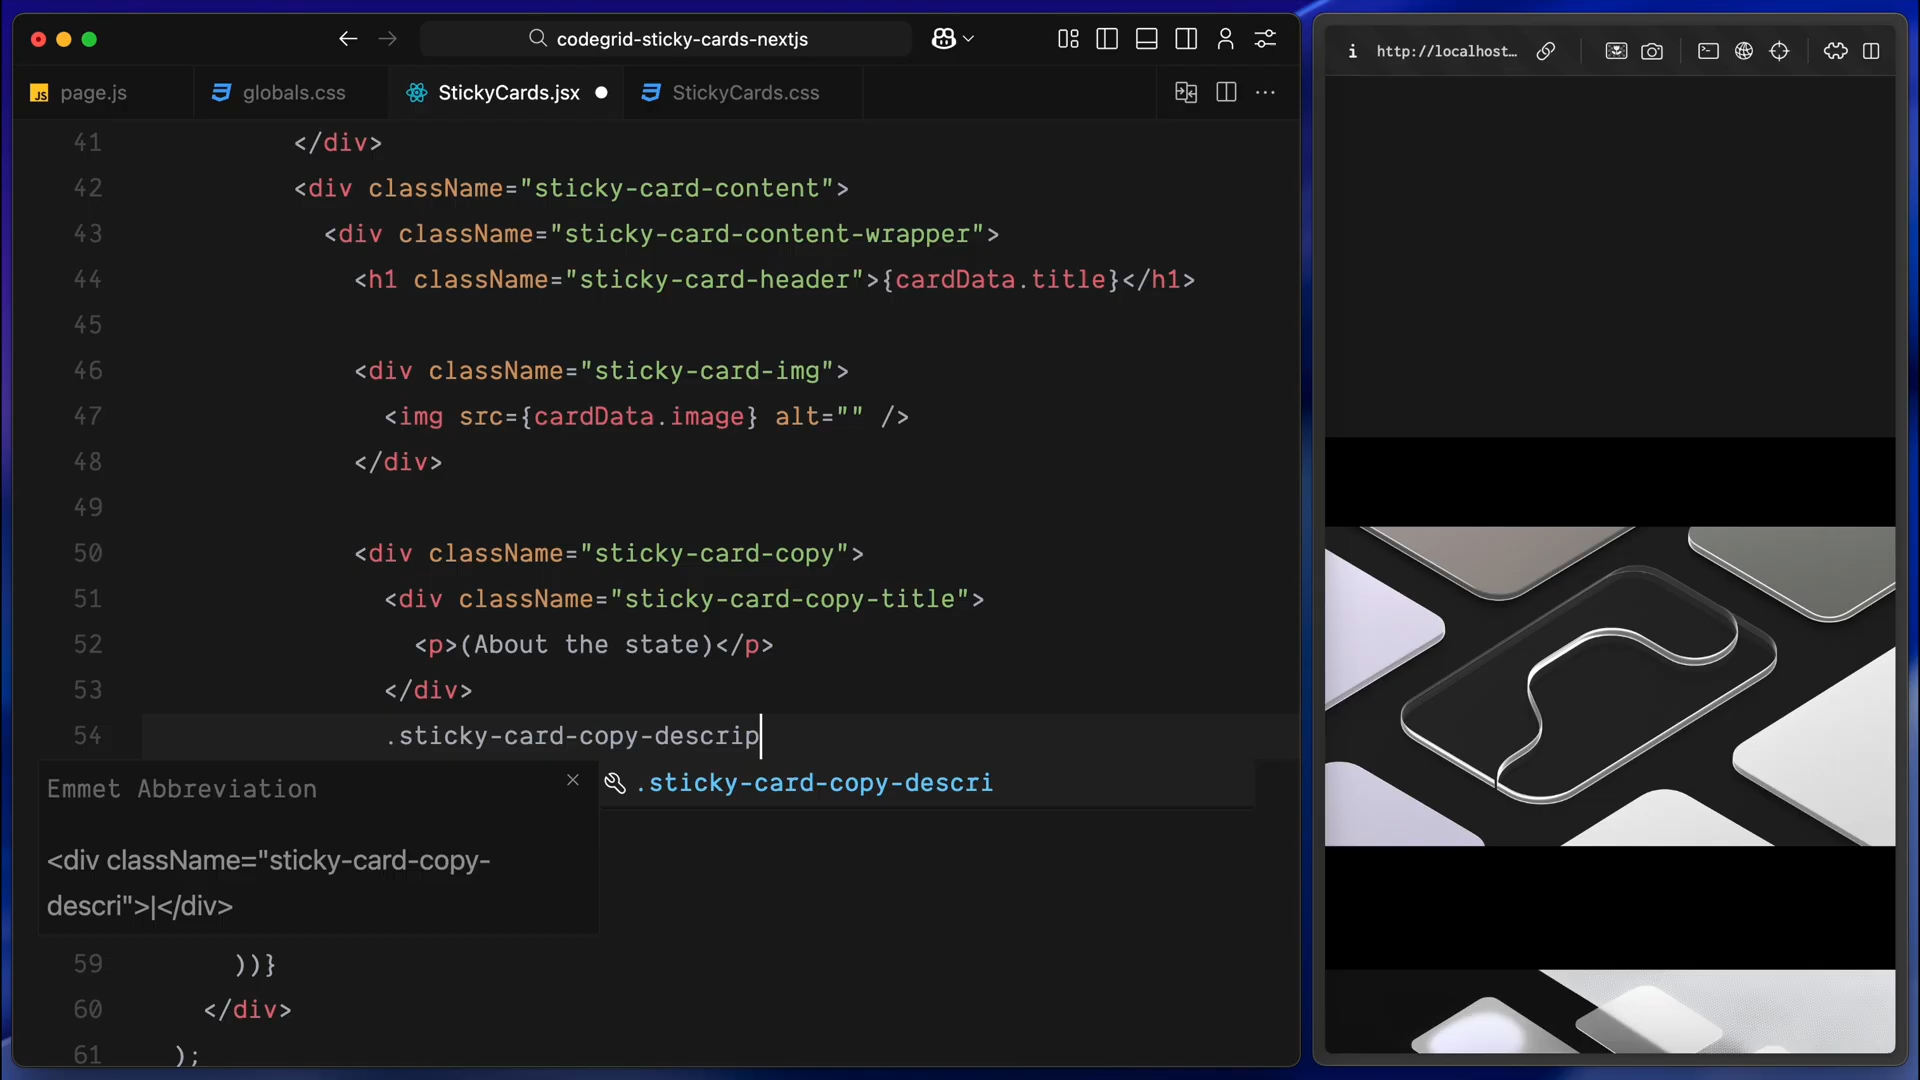 codegrid-sticky-cards-nextjs
JS page.js
globals.css
StickyCards.jsx
StickyCards.css
41 </div>
42 <div className="sticky-card-content">
43 <div className="sticky-card-content-wrapper">
44 <h1 className="sticky-card-header">{cardData.title}</h1>
45
46 <div className="sticky-card-img">
47 <img src={cardData.image} alt="" />
48 </div>
49
50 <div className="sticky-card-copy">
51 <div className="sticky-card-copy-title">
52 <p>(About the state)</p>
53 </div>
54 .sticky-card-copy-descrip
.sticky-card-copy-descri
Emmet Abbreviation
<div className="sticky-card-copy-
descri">|</div>
59 ))}
60 </div>
61 );
http://localhost…